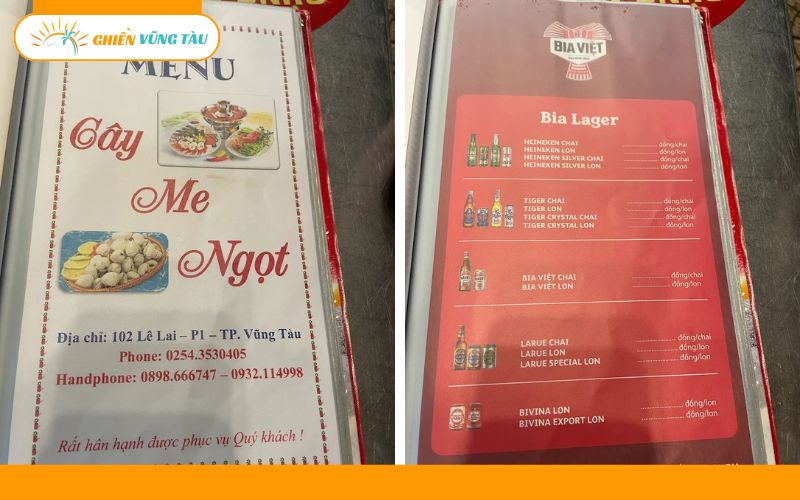 GHIỀN VŨNG TÀU
MENU
Cây
Me
Ngọt
Địa chỉ: 102 Lê Lai – P1 – TP. Vũng Tàu
Phone: 0254.3530405
Handphone: 0898.666747 – 0932.114998
Rất hân hạnh được phục vụ Quý khách !
BIA VIỆT
Bia Lager
HEINEKEN CHAI ........ đồng/chai
HEINEKEN LON ........ đồng/lon
HEINEKEN SILVER CHAI ........ đồng/chai
HEINEKEN SILVER LON ........ đồng/lon
TIGER CHAI ........ đồng/chai
TIGER LON ........ đồng/lon
TIGER CRYSTAL CHAI ........ đồng/chai
TIGER CRYSTAL LON ........ đồng/lon
BIA VIỆT CHAI ........ đồng/chai
BIA VIỆT LON ........ đồng/lon
LARUE CHAI ........ đồng/chai
LARUE LON ........ đồng/lon
LARUE SPECIAL LON ........ đồng/lon
BIVINA LON ........ đồng/lon
BIVINA EXPORT LON ........ đồng/lon